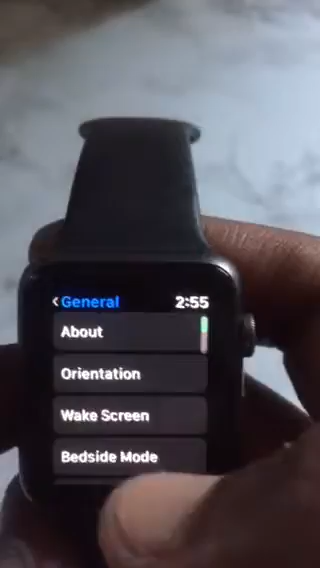 <General 2:55
About
Orientation
Wake Screen
Bedside Mode